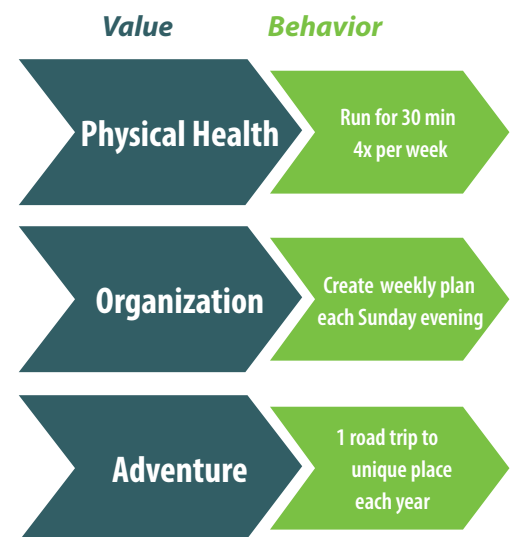 Value Behavior
Physical Health
Run for 30 min
4x per week
Organization
Create weekly plan
each Sunday evening
Adventure
1 road trip to
unique place
each year